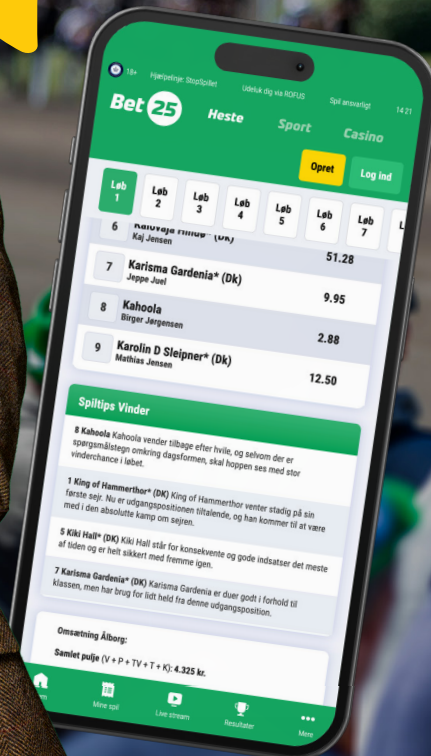 18+ Hjælpelinje: StopSpillet Udeluk dig via ROFUS Spil ansvarligt 14:21
Bet 25 Heste Sport Casino
Opret Log ind
Løb 1
Løb 2
Løb 3
Løb 4
Løb 5
Løb 6
Løb 7
6
(DK) 51.28
Kaj Jensen
7 Karisma Gardenia* (Dk) 9.95
Jeppe Juel
8 Kahoola 2.88
Birger Jørgensen
9 Karolin D Sleipner* (Dk) 12.50
Mathias Jensen
Spiltips Vinder
8 Kahoola Kahoola vender tilbage efter hvile, og selvom der er
spørgsmålstegn omkring dagsformen, skal hoppen ses med stor
vinderchance i løbet.
1 King of Hammerthor* (DK) King of Hammerthor venter stadig på sin
første sejr. Nu er udgangspositionen tiltalende, og han kommer til at være
med i den absolutte kamp om sejren.
5 Kiki Hall* (DK) Kiki Hall står for konsekvente og gode indsatser det meste
af tiden og er helt sikkert med fremme igen.
7 Karisma Gardenia* (DK) Karisma Gardenia er duer godt i forhold til
klassen, men har brug for lidt held fra denne udgangsposition.
Omsætning Ålborg:
Samlet pulje (V + P + TV + T + K): 4.325 kr.
Mine spil
Live stream
Resultater
Mere